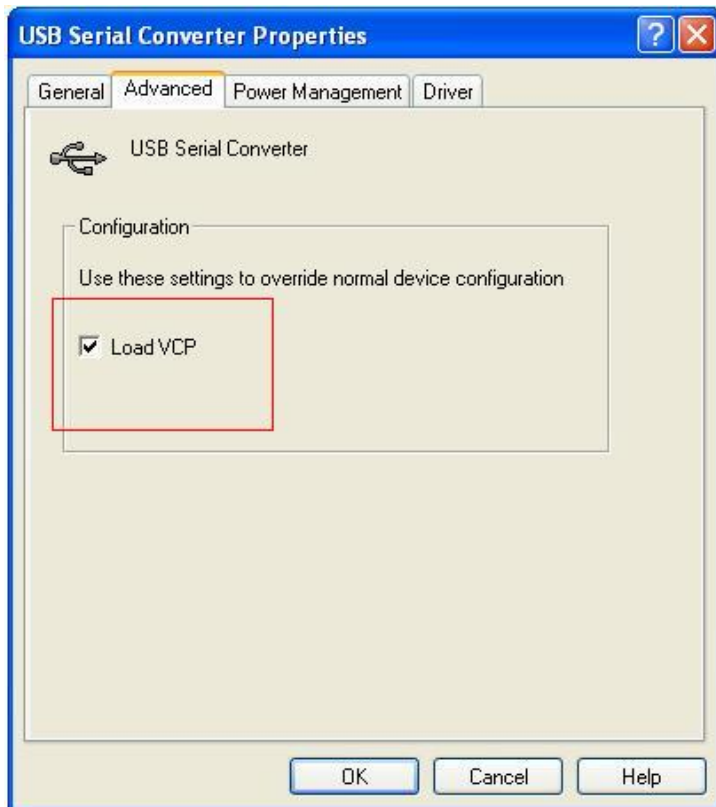 USB Serial Converter Properties
General Advanced Power Management Driver
USB Serial Converter
Configuration
Use these settings to override normal device configuration
Load VCP
OK Cancel Help